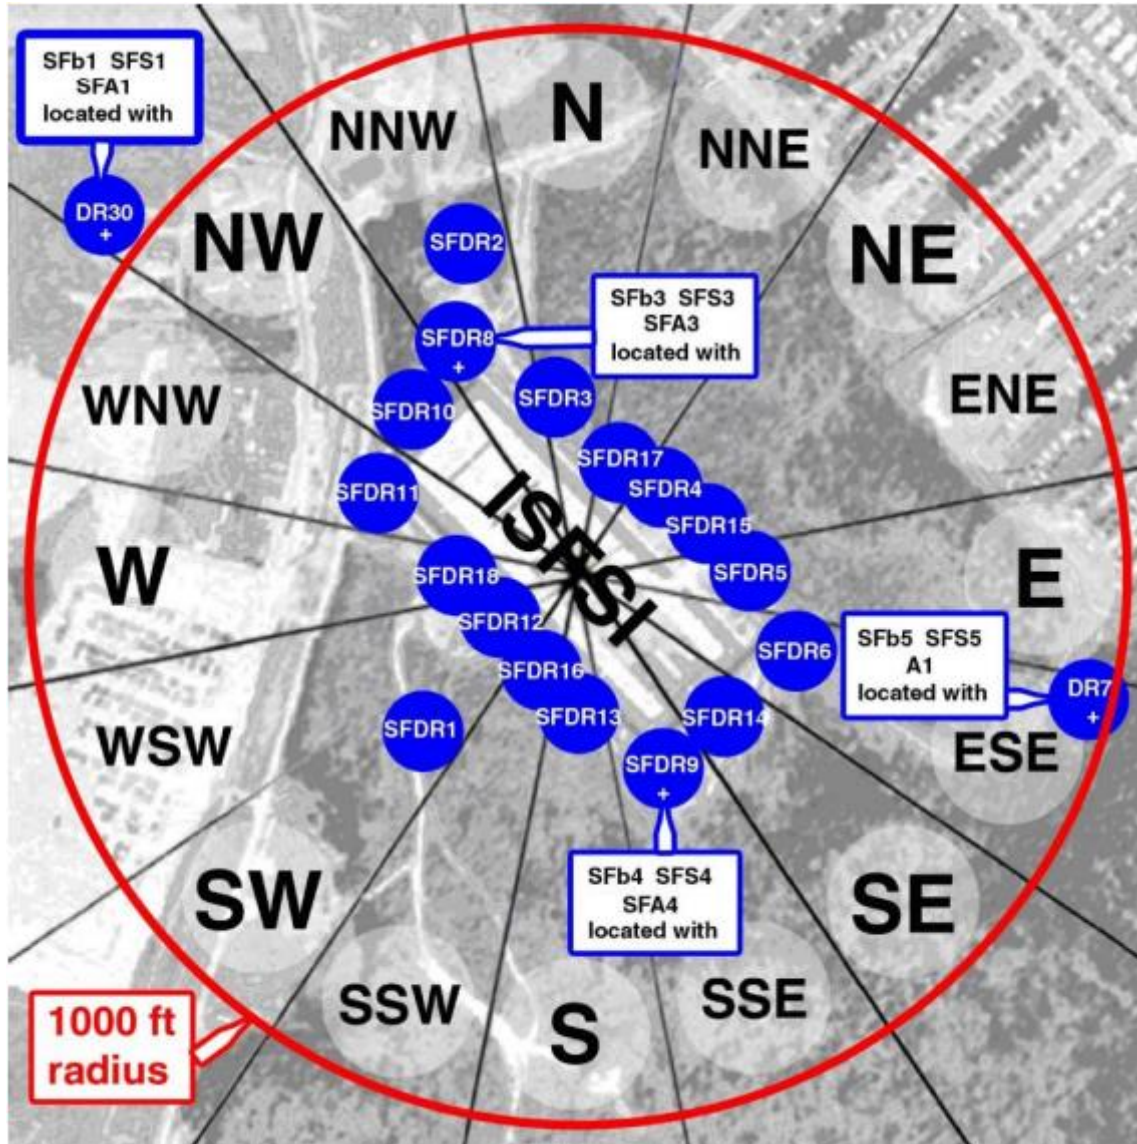 SFb1 SFS1
SFA1
located with
DR30
+
N
NNW
NNE
NW
NE
SFDR2
SFb3 SFS3
SFA3
located with
SFDR8
+
SFDR3
SFDR10
WNW
ENE
SFDR17
SFDR4
SFDR11
SFDR15
ISFSI
W
SFDR18
SFDR5
E
SFDR12
SFDR6
SFb5 SFS5
A1
located with
SFDR16
DR7
+
WSW
SFDR1
SFDR13
SFDR14
ESE
SFDR9
+
SFb4 SFS4
SFA4
located with
SW
SE
SSW
SSE
S
1000 ft
radius